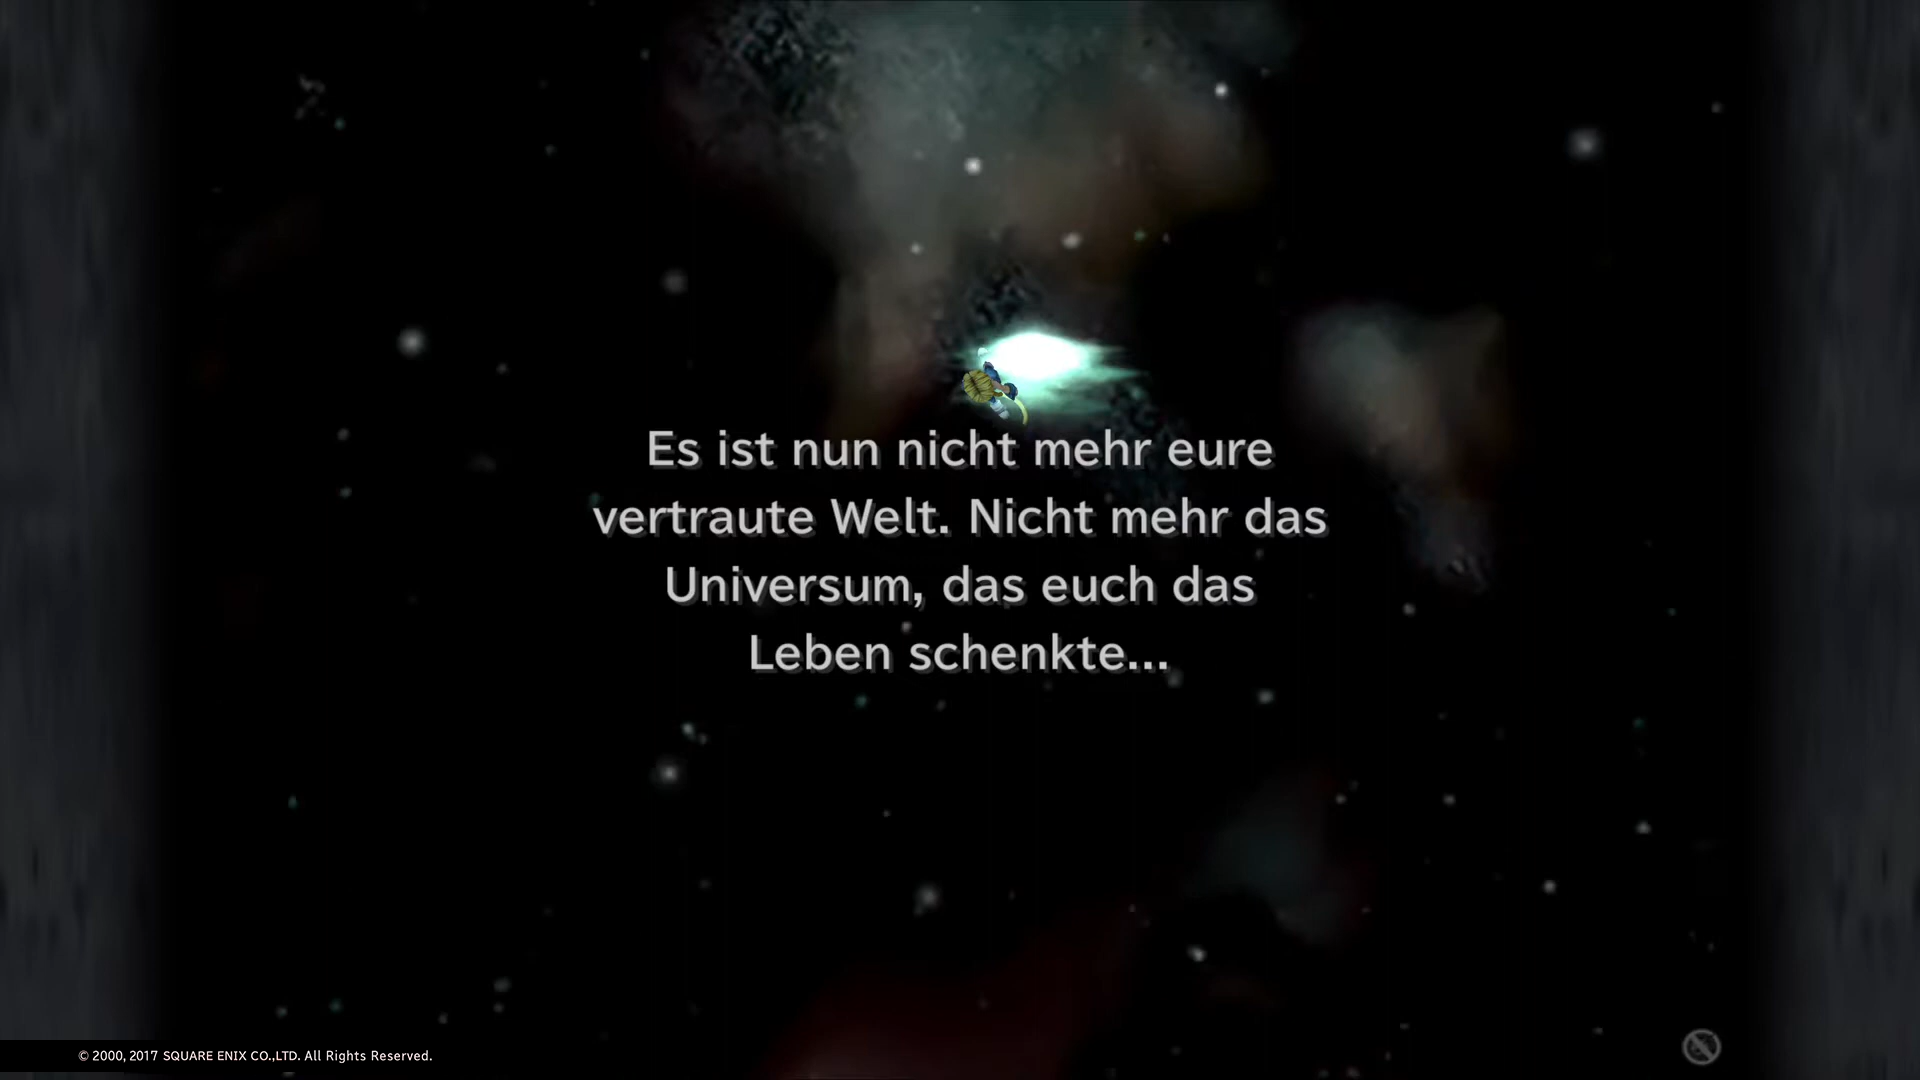 Es ist nun nicht mehr eure
vertraute Welt. Nicht mehr das
Universum, das euch das
Leben schenkte...
© 2000, 2017 SQUARE ENIX CO.,LTD. All Rights Reserved.